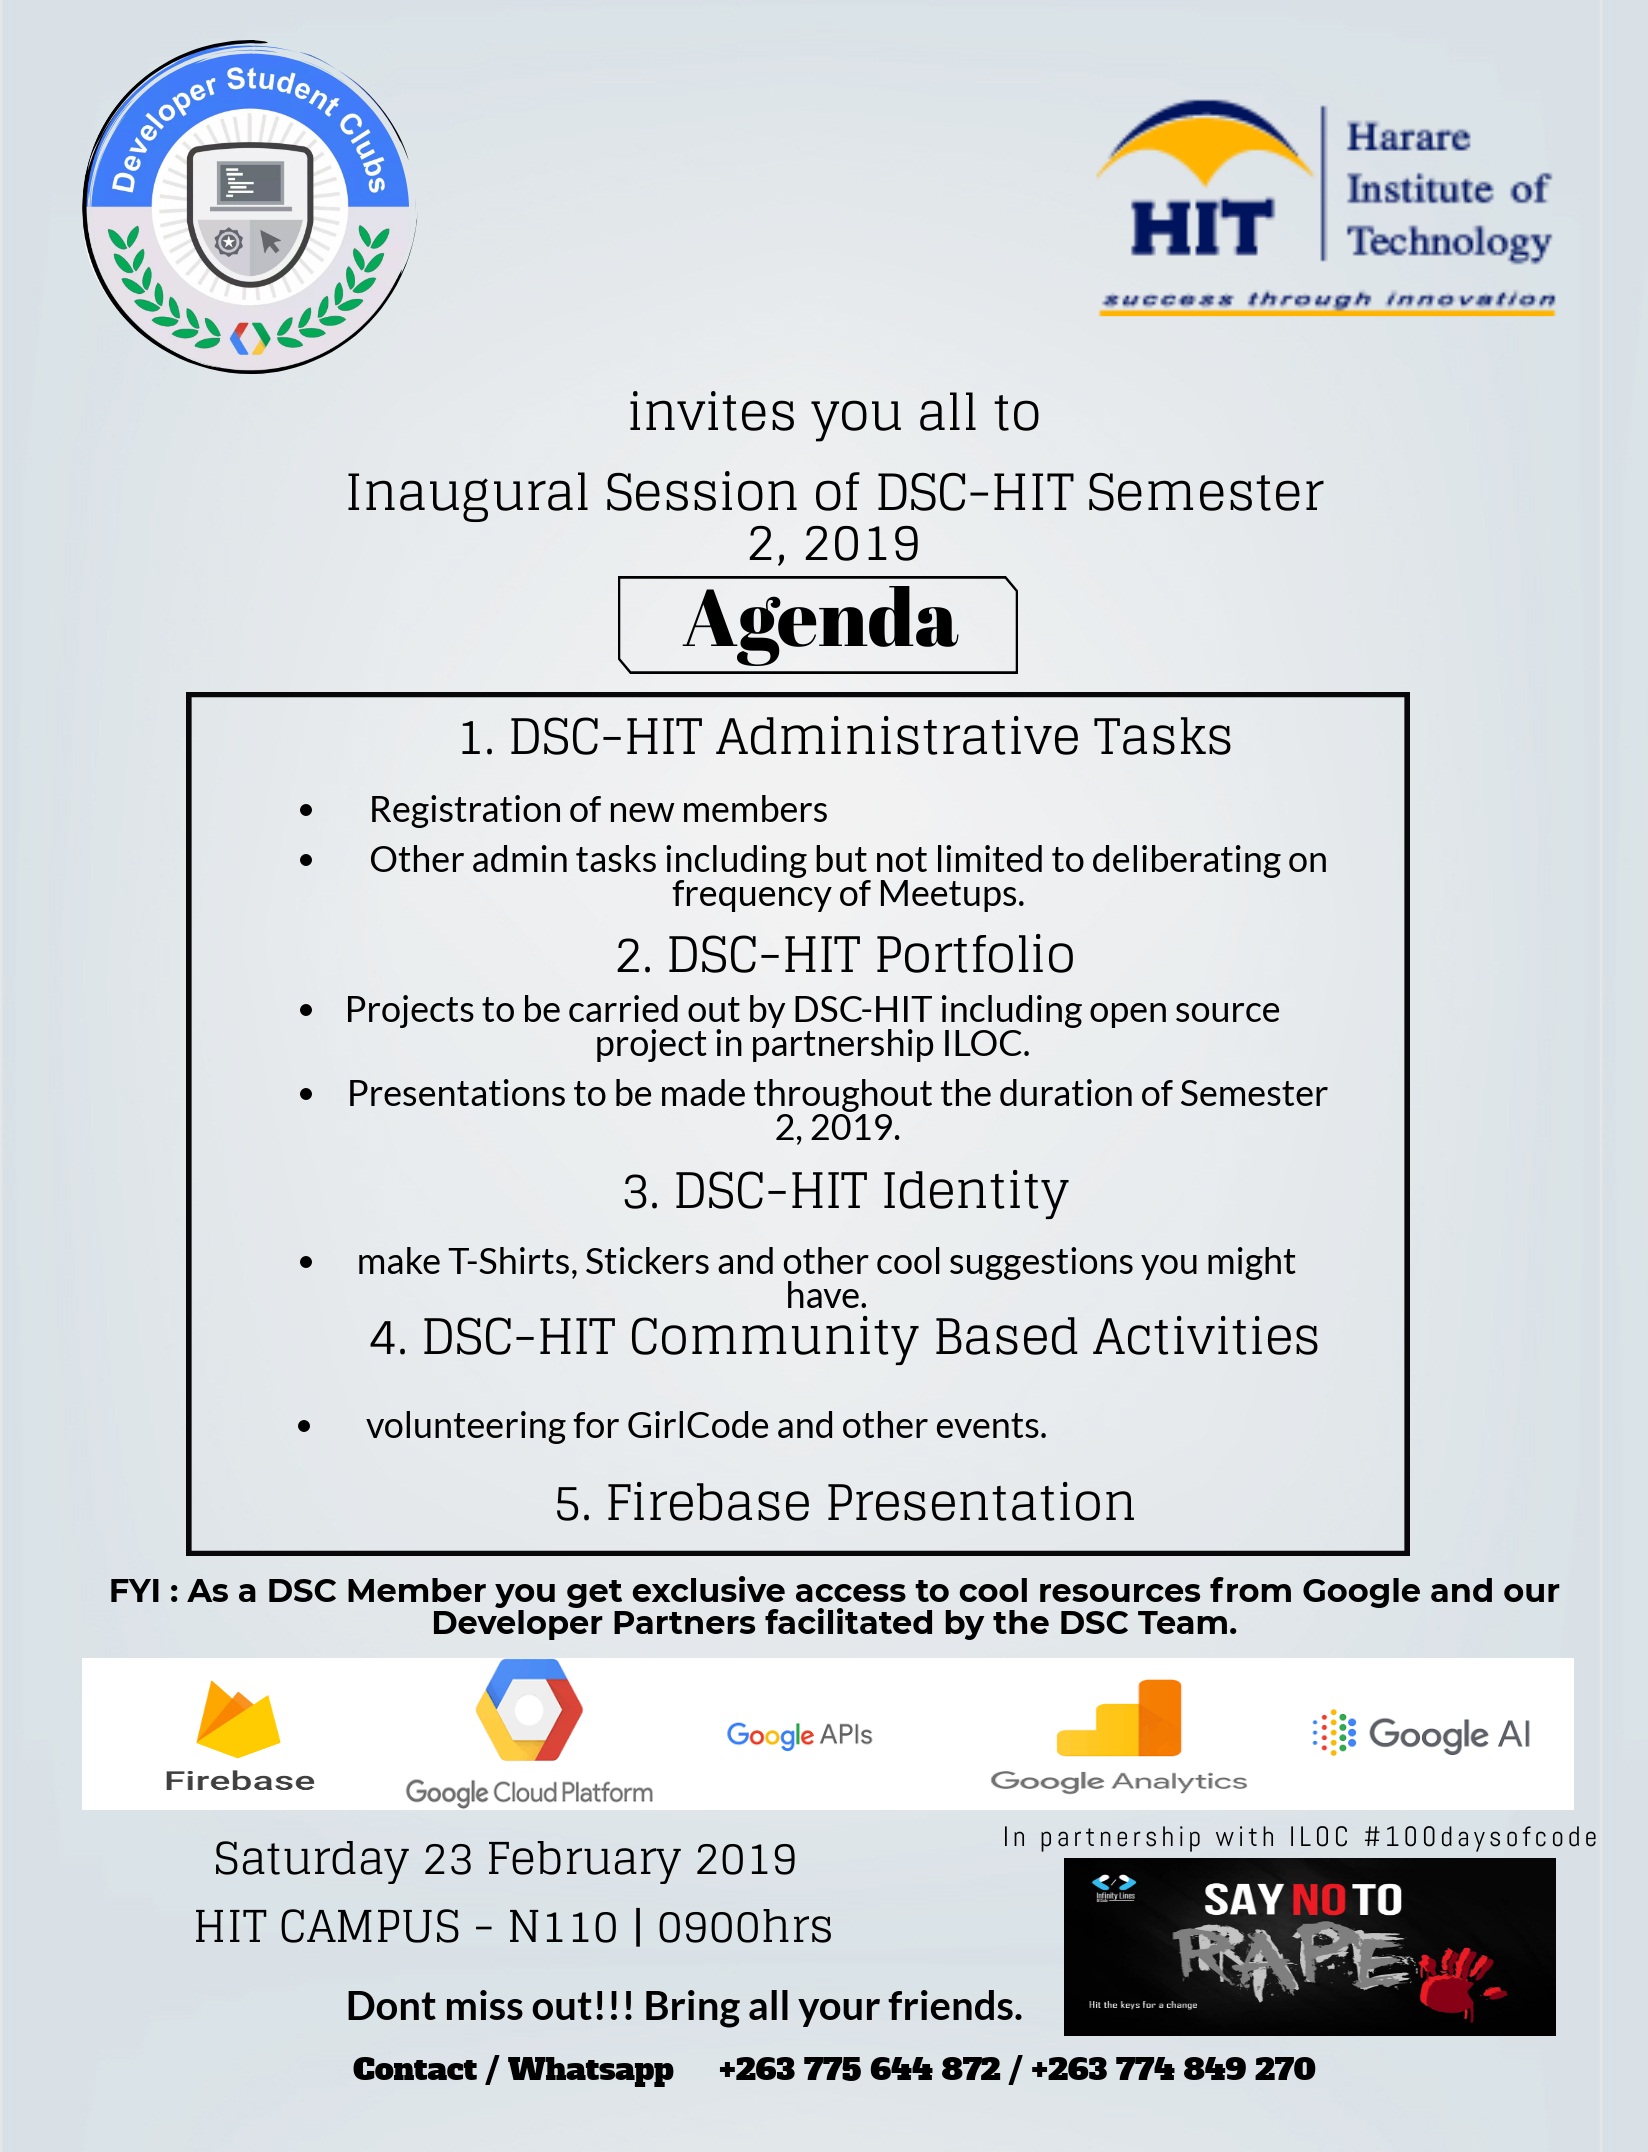 Developer Student Clubs
HIT
Harare
Institute of
Technology
success through innovation
invites you all to
Inaugural Session of DSC-HIT Semester
2, 2019
Agenda
1. DSC-HIT Administrative Tasks
• Registration of new members
• Other admin tasks including but not limited to deliberating on
frequency of Meetups.
2. DSC-HIT Portfolio
• Projects to be carried out by DSC-HIT including open source
project in partnership ILOC.
• Presentations to be made throughout the duration of Semester
2, 2019.
3. DSC-HIT Identity
• make T-Shirts, Stickers and other cool suggestions you might
have.
4. DSC-HIT Community Based Activities
• volunteering for GirlCode and other events.
5. Firebase Presentation
FYI : As a DSC Member you get exclusive access to cool resources from Google and our
Developer Partners facilitated by the DSC Team.
Firebase
Google Cloud Platform
Google APIs
Google Analytics
Google AI
In partnership with ILOC #100daysofcode
Saturday 23 February 2019
HIT CAMPUS - N110 | 0900hrs
Infinity Lines
SAY NO TO
RAPE
Hit the keys for a change
Dont miss out!!! Bring all your friends.
Contact / Whatsapp +263 775 644 872 / +263 774 849 270